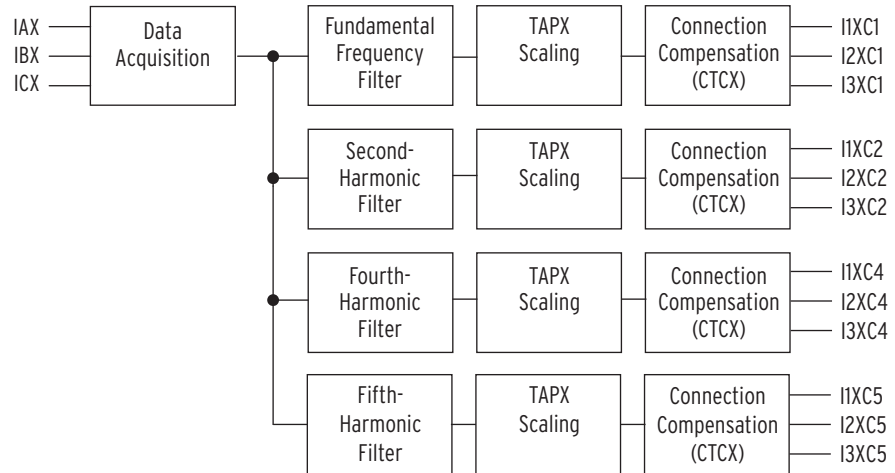 IAX
IBX
ICX
Data
Acquisition
Fundamental
Frequency
Filter
TAPX
Scaling
Connection
Compensation
(CTCX)
I1XC1
I2XC1
I3XC1
Second-
Harmonic
Filter
TAPX
Scaling
Connection
Compensation
(CTCX)
I1XC2
I2XC2
I3XC2
Fourth-
Harmonic
Filter
TAPX
Scaling
Connection
Compensation
(CTCX)
I1XC4
I2XC4
I3XC4
Fifth-
Harmonic
Filter
TAPX
Scaling
Connection
Compensation
(CTCX)
I1XC5
I2XC5
I3XC5